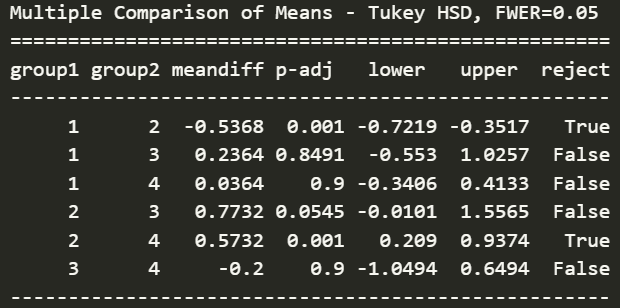 Multiple Comparison of Means - Tukey HSD, FWER=0.05
====================================================
group1 group2 meandiff p-adj lower upper reject
----------------------------------------------------
1 2 -0.5368 0.001 -0.7219 -0.3517 True
1 3 0.2364 0.8491 -0.553 1.0257 False
1 4 0.0364 0.9 -0.3406 0.4133 False
2 3 0.7732 0.0545 -0.0101 1.5565 False
2 4 0.5732 0.001 0.209 0.9374 True
3 4 -0.2 0.9 -1.0494 0.6494 False
----------------------------------------------------